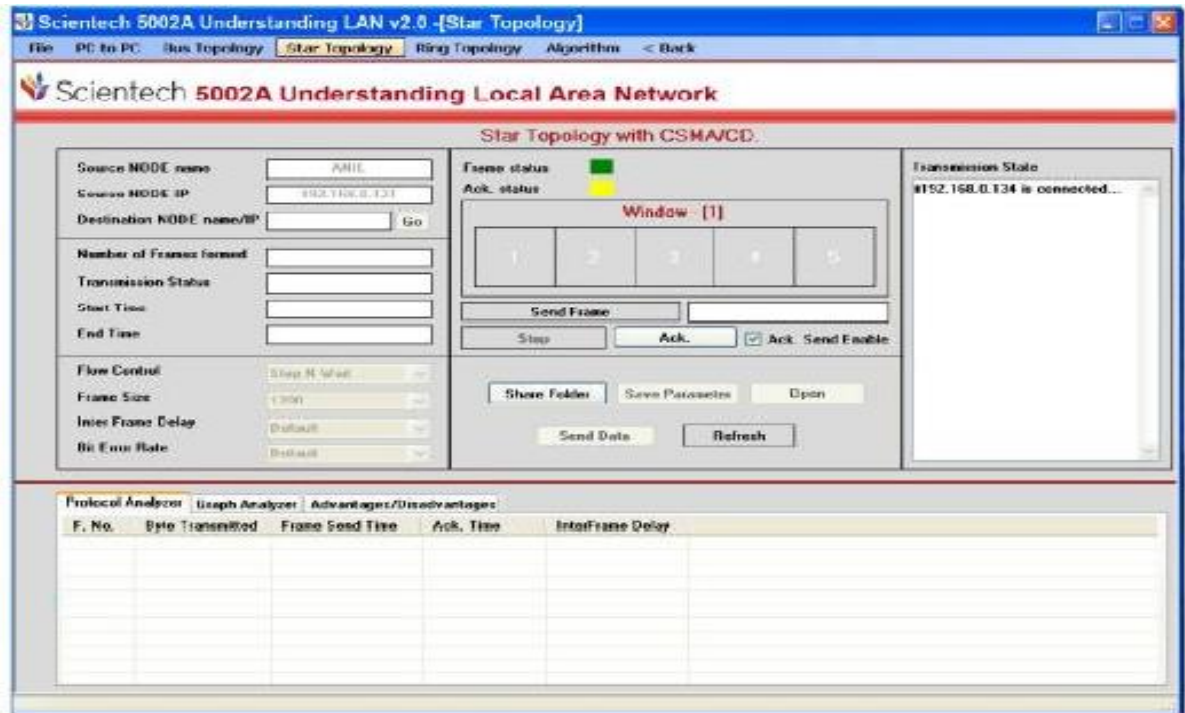 Scientech 5002A Understanding LAN v2.0 -[Star Topology]
File PC to PC Bus Topology Star Topology Ring Topology Algorithm < Back
Scientech 5002A Understanding Local Area Network
Star Topology with CSMA/CD.
Source NODE name ANIL
Source NODE IP
Destination NODE name/IP Go
Number of Frames formed
Transmission Status
Start Time
End Time
Flow Control Stop N Wait
Frame Size
Inter Frame Delay Default
Bit Error Rate Default
Frame status
Ack. status
Window - [1]
1 2 3 4 5
Send Frame
Stop Ack. Ack. Send Enable
Share Folder Save Parameter Open
Send Data Refresh
Transmission State
#192.168.0.134 is connected...
Protocol Analyzer Graph Analyzer Advantages/Disadvantages
F. No. Byte Transmitted Frame Send Time Ack. Time InterFrame Delay